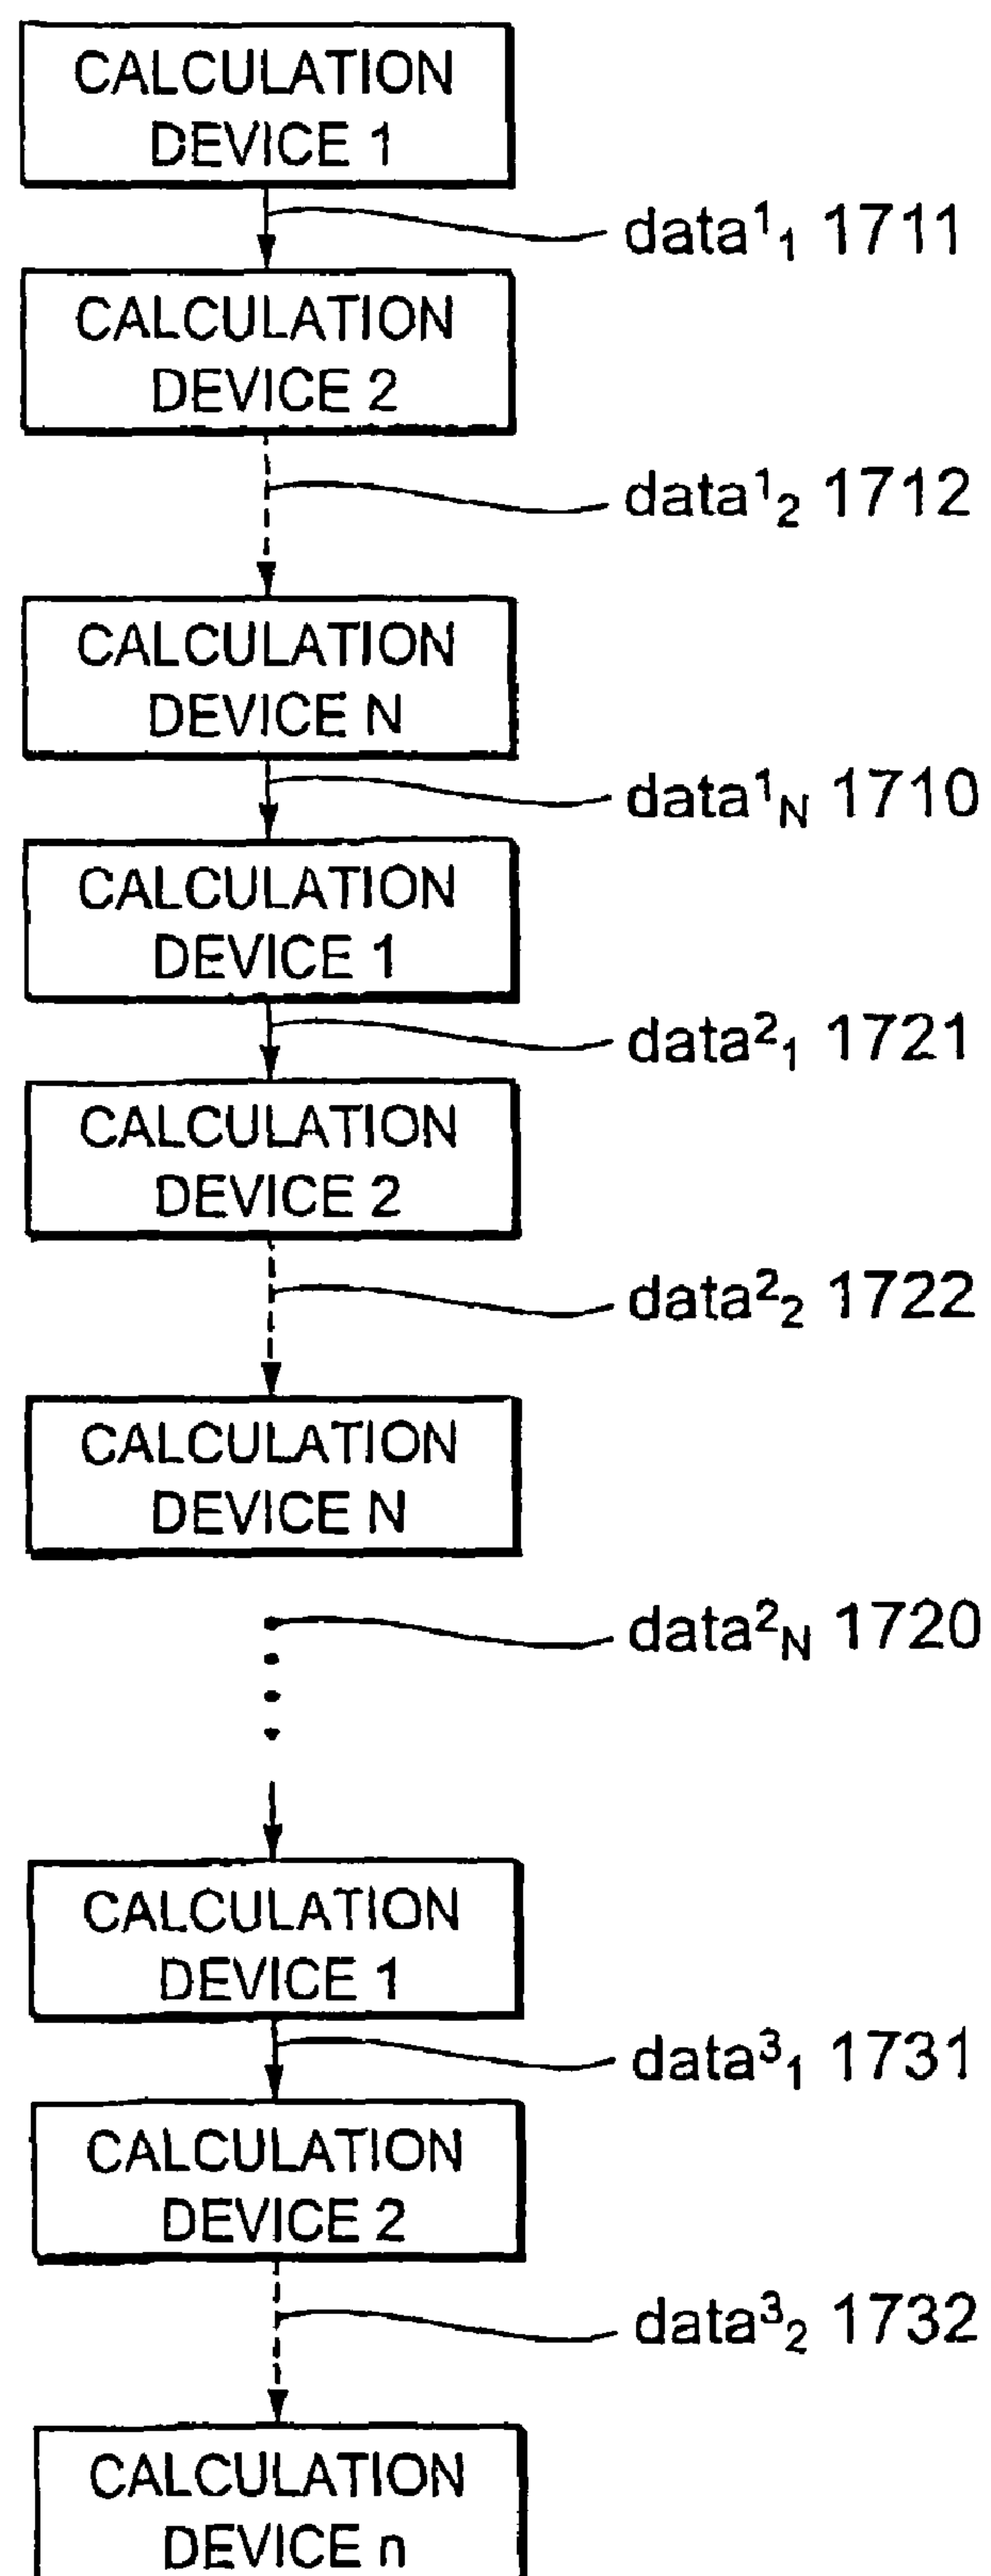 CALCULATION
DEVICE 1
data¹₁ 1711
CALCULATION
DEVICE 2
data¹₂ 1712
CALCULATION
DEVICE N
data¹N 1710
CALCULATION
DEVICE 1
data²₁ 1721
CALCULATION
DEVICE 2
data²₂ 1722
CALCULATION
DEVICE N
data²N 1720
CALCULATION
DEVICE 1
data³₁ 1731
CALCULATION
DEVICE 2
data³₂ 1732
CALCULATION
DEVICE n